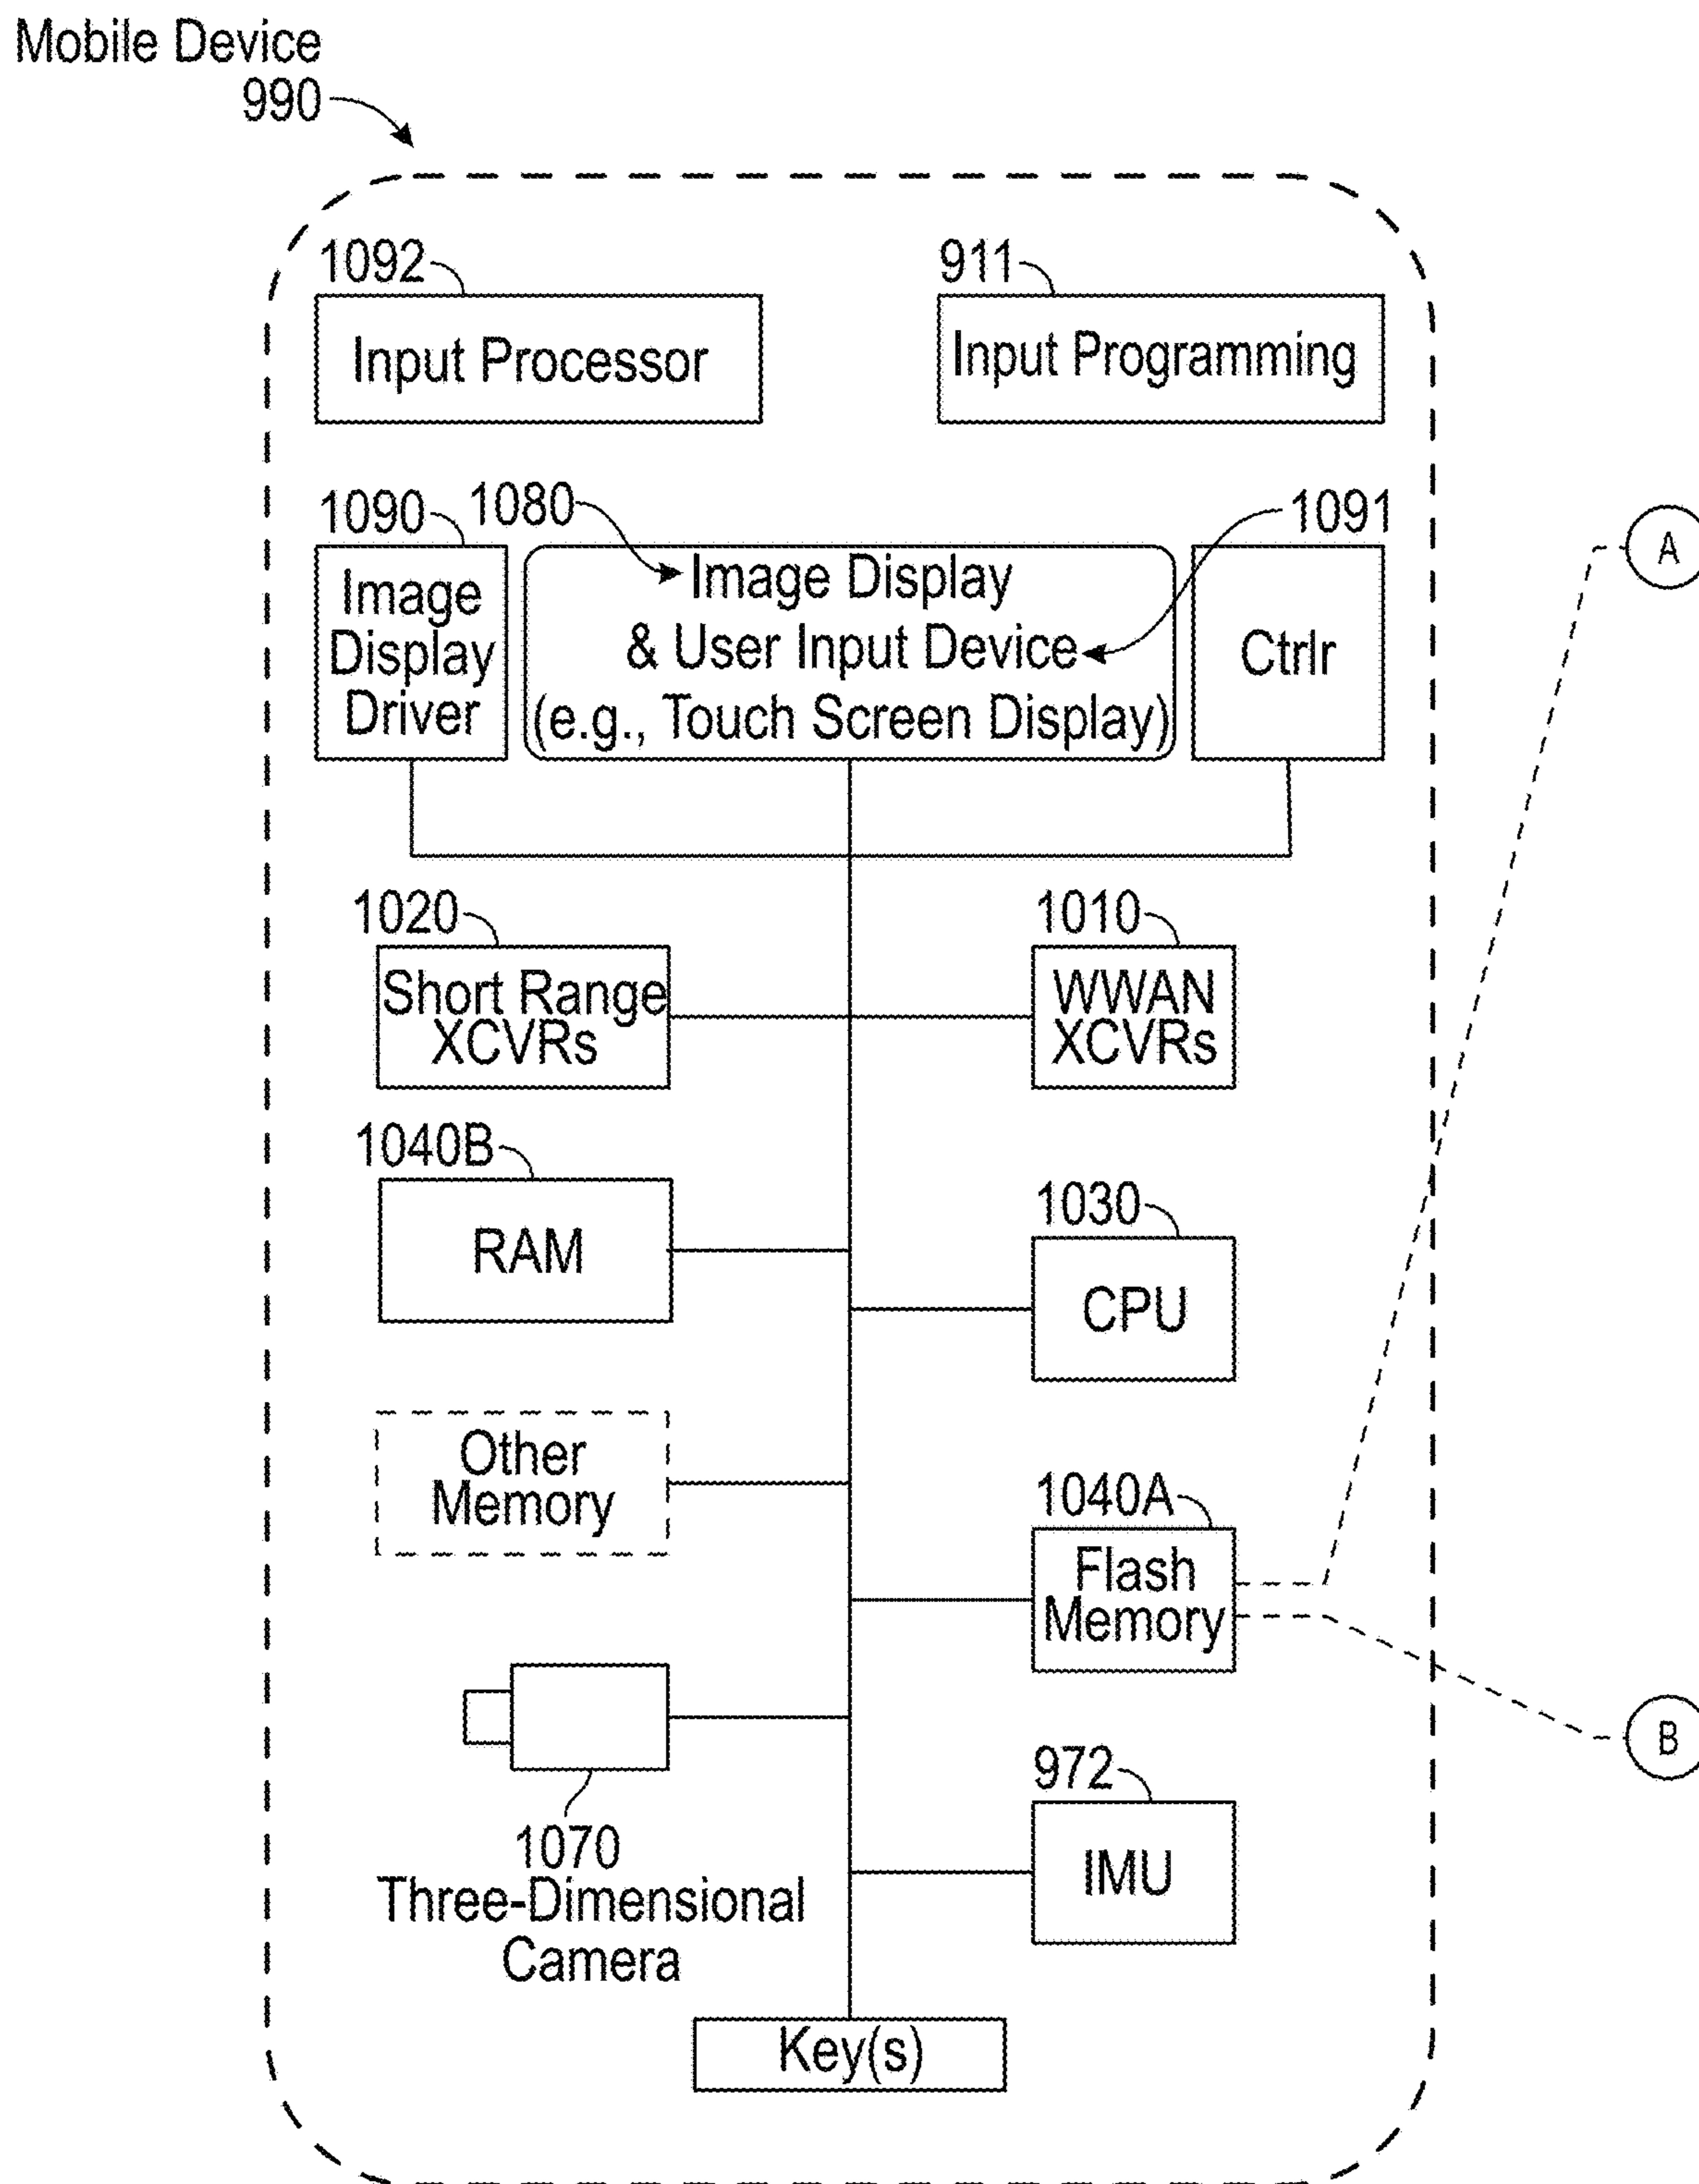 Mobile Device
990
1092
911
Input Processor
Input Programming
1090
1080
1091
Image
Display
Driver
Image Display
& User Input Device
(e.g., Touch Screen Display)
Ctrlr
A
1020
1010
Short Range
XCVRs
WWAN
XCVRs
1040B
RAM
1030
CPU
Other
Memory
1040A
Flash
Memory
B
1070
Three-Dimensional
Camera
972
IMU
Key(s)